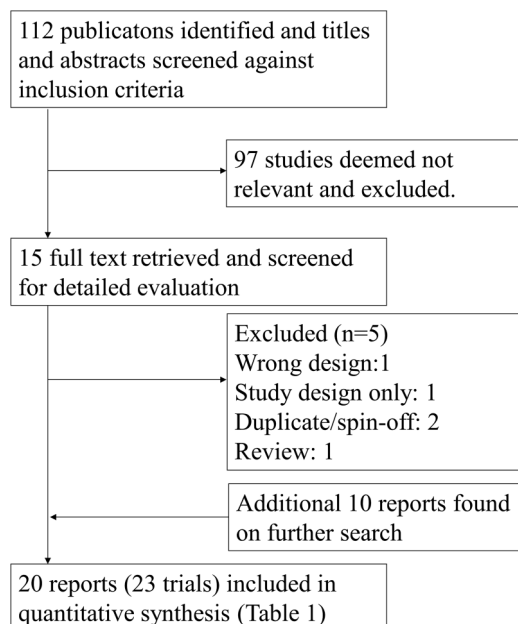 112 publicatons identified and titles
and abstracts screened against
inclusion criteria
97 studies deemed not
relevant and excluded.
15 full text retrieved and screened
for detailed evaluation
Excluded (n=5)
Wrong design:1
Study design only: 1
Duplicate/spin-off: 2
Review: 1
Additional 10 reports found
on further search
20 reports (23 trials) included in
quantitative synthesis (Table 1)